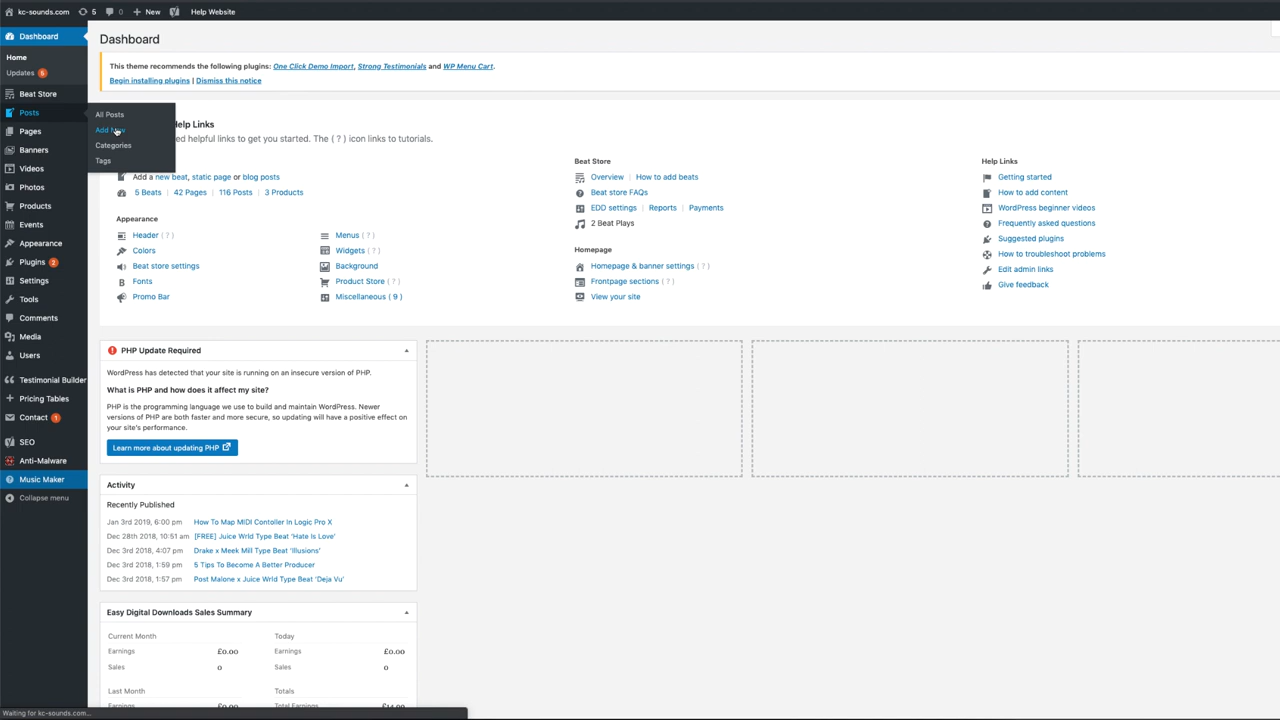 kc-sounds.com 5 0 + New Help Website
Dashboard
Home
Updates 5
Beat Store
Posts
Pages
Banners
Videos
Photos
Products
Events
Appearance
Plugins 2
Settings
Tools
Comments
Media
Users
Testimonial Builder
Pricing Tables
Contact 1
SEO
Anti-Malware
Music Maker
Collapse menu
All Posts
Add New
Categories
Tags
Dashboard
This theme recommends the following plugins: One Click Demo Import, Strong Testimonials and WP Menu Cart.
Begin installing plugins | Dismiss this notice
Help Links
helpful links to get you started. The ( ? ) icon links to tutorials.
Add a new beat, static page or blog posts
5 Beats | 42 Pages | 116 Posts | 3 Products
Appearance
Header ( ? )
Colors
Beat store settings
Fonts
Promo Bar
Menus ( ? )
Widgets ( ? )
Background
Product Store ( ? )
Miscellaneous ( 9 )
Beat Store
Overview | How to add beats
Beat store FAQs
EDD settings | Reports | Payments
2 Beat Plays
Homepage
Homepage & banner settings ( ? )
Frontpage sections ( ? )
View your site
Help Links
Getting started
How to add content
WordPress beginner videos
Frequently asked questions
Suggested plugins
How to troubleshoot problems
Edit admin links
Give feedback
PHP Update Required
WordPress has detected that your site is running on an insecure version of PHP.
What is PHP and how does it affect my site?
PHP is the programming language we use to build and maintain WordPress. Newer
versions of PHP are both faster and more secure, so updating will have a positive effect on
your site's performance.
Learn more about updating PHP
Activity
Recently Published
Jan 3rd 2019, 6:00 pm How To Map MIDI Contoller In Logic Pro X
Dec 28th 2018, 10:51 am [FREE] Juice Wrld Type Beat 'Hate Is Love'
Dec 3rd 2018, 4:07 pm Drake x Meek Mill Type Beat 'Illusions'
Dec 3rd 2018, 1:59 pm 5 Tips To Become A Better Producer
Dec 3rd 2018, 1:57 pm Post Malone x Juice Wrld Type Beat 'Deja Vu'
Easy Digital Downloads Sales Summary
Current Month
Earnings £0.00
Sales 0
Today
Earnings £0.00
Sales 0
Last Month
Earnings £0.00
Totals
Total Earnings £14.99
Waiting for kc-sounds.com...